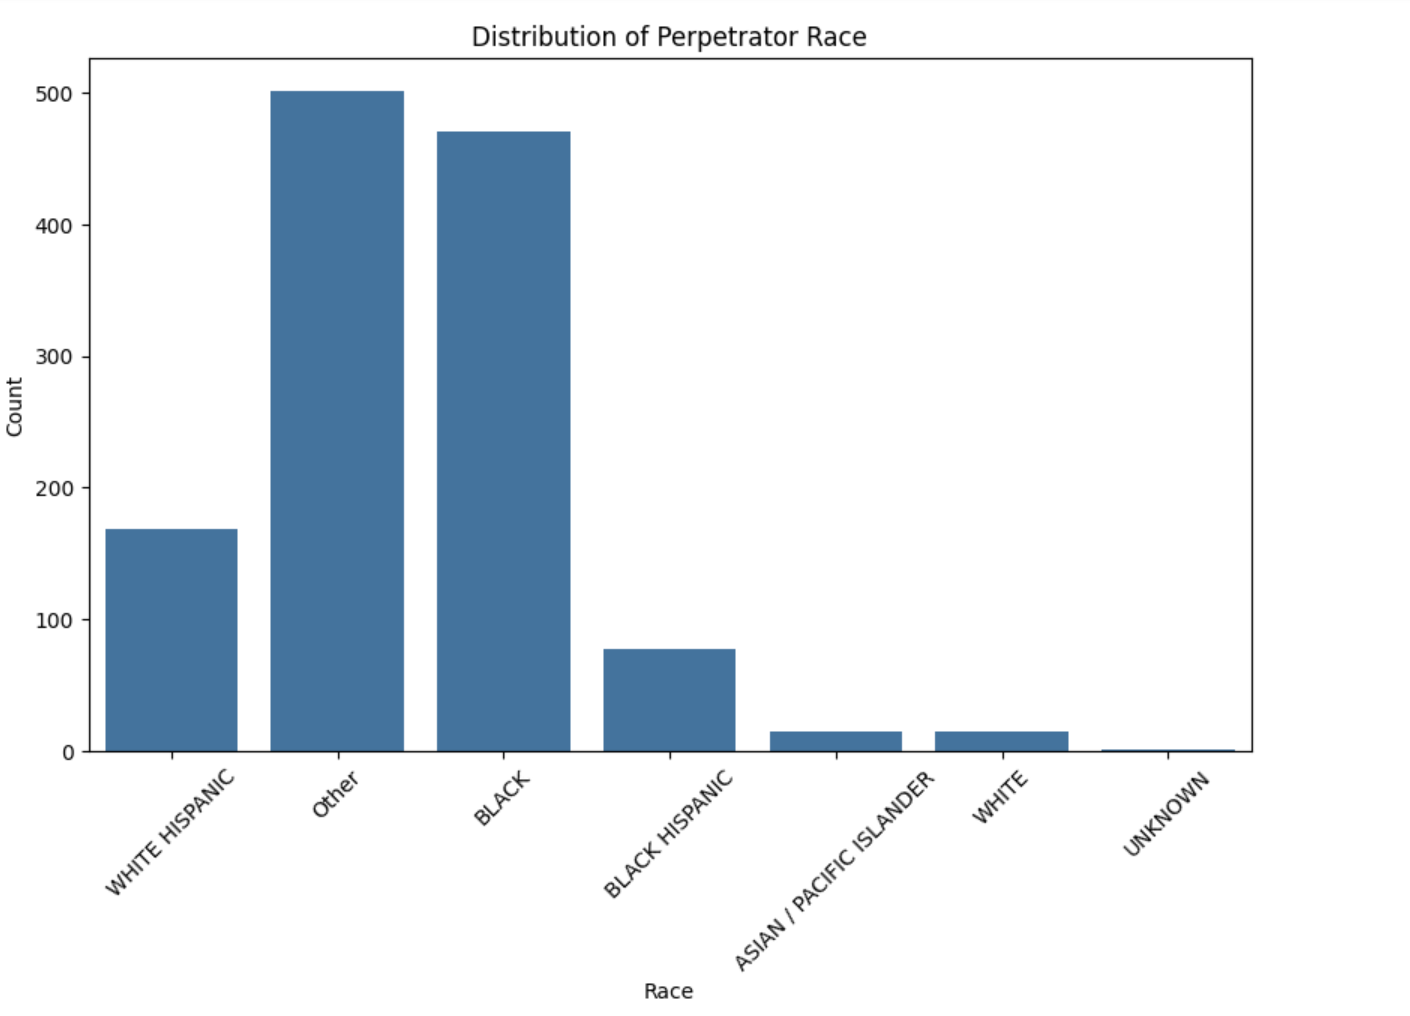 Distribution of Perpetrator Race
500
400
300
200
100
0
Count
WHITE HISPANIC
Other
BLACK
BLACK HISPANIC
ASIAN / PACIFIC ISLANDER
WHITE
UNKNOWN
Race